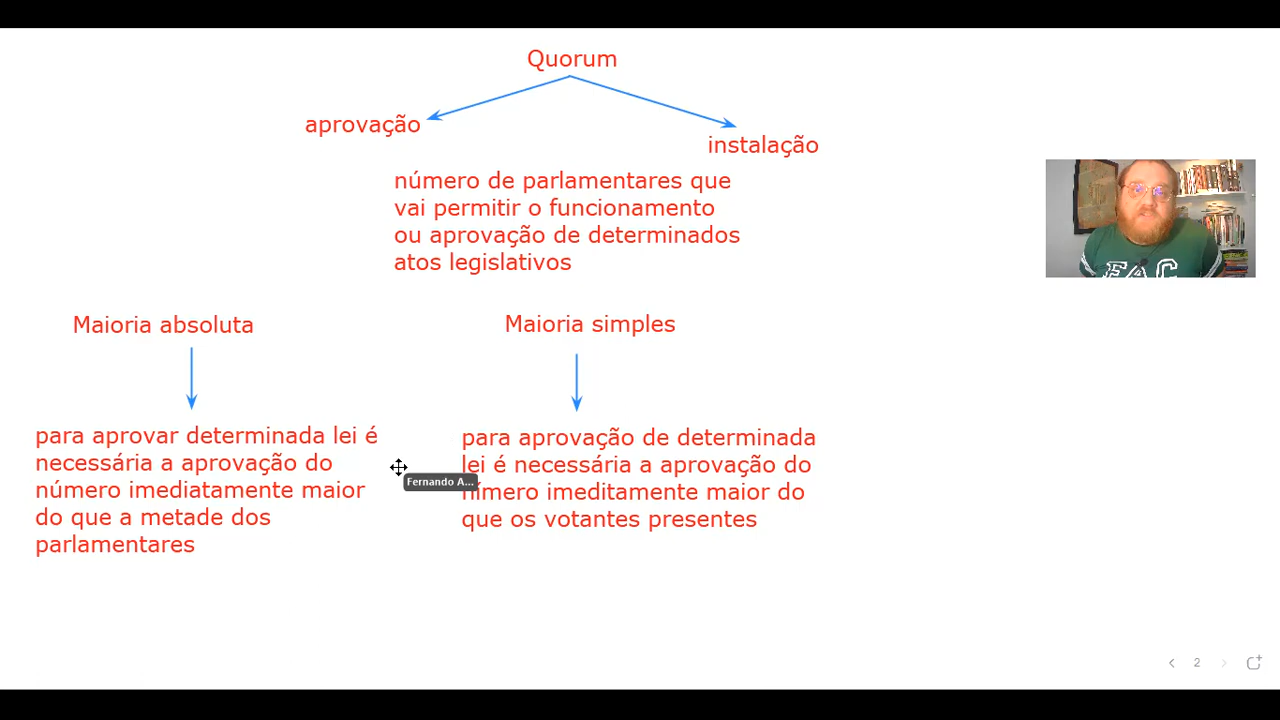 Quorum
aprovação
instalação
número de parlamentares que
vai permitir o funcionamento
ou aprovação de determinados
atos legislativos
Maioria absoluta
para aprovar determinada lei é
necessária a aprovação do
número imediatamente maior
do que a metade dos
parlamentares
Maioria simples
para aprovação de determinada
lei é necessária a aprovação do
número imeditamente maior do
que os votantes presentes
Fernando A...
2